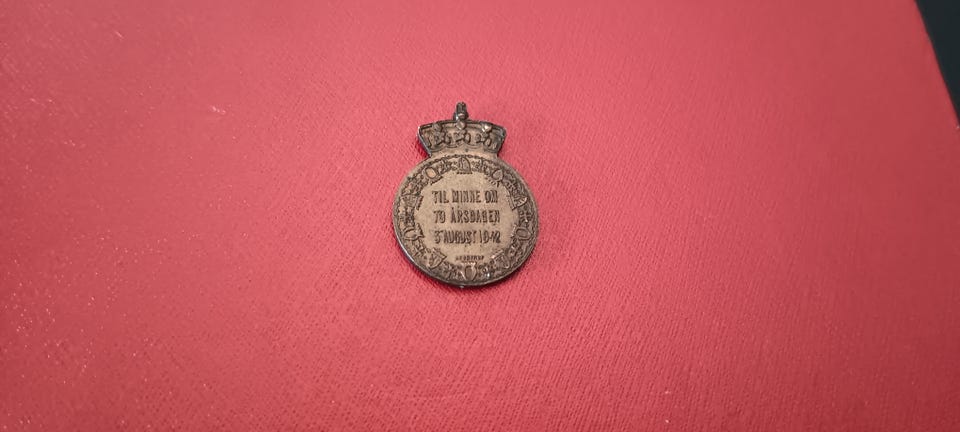 TIL MINNE OM
70 ÅRSDAGEN
3 AUGUST 1942